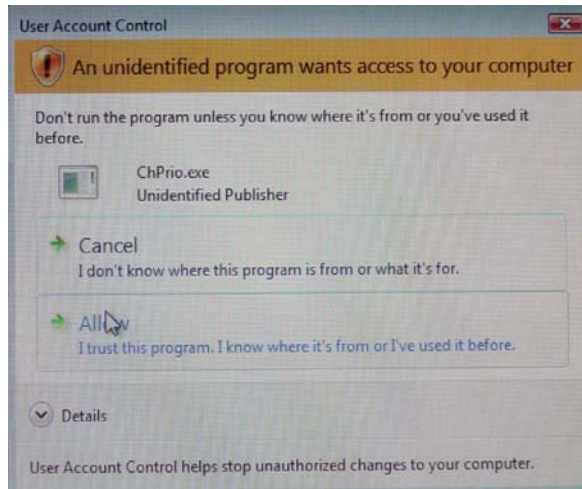 User Account Control
An unidentified program wants access to your computer
Don't run the program unless you know where it's from or you've used it
before.
ChPrio.exe
Unidentified Publisher
Cancel
I don't know where this program is from or what it's for.
Allow
I trust this program. I know where it's from or I've used it before.
Details
User Account Control helps stop unauthorized changes to your computer.